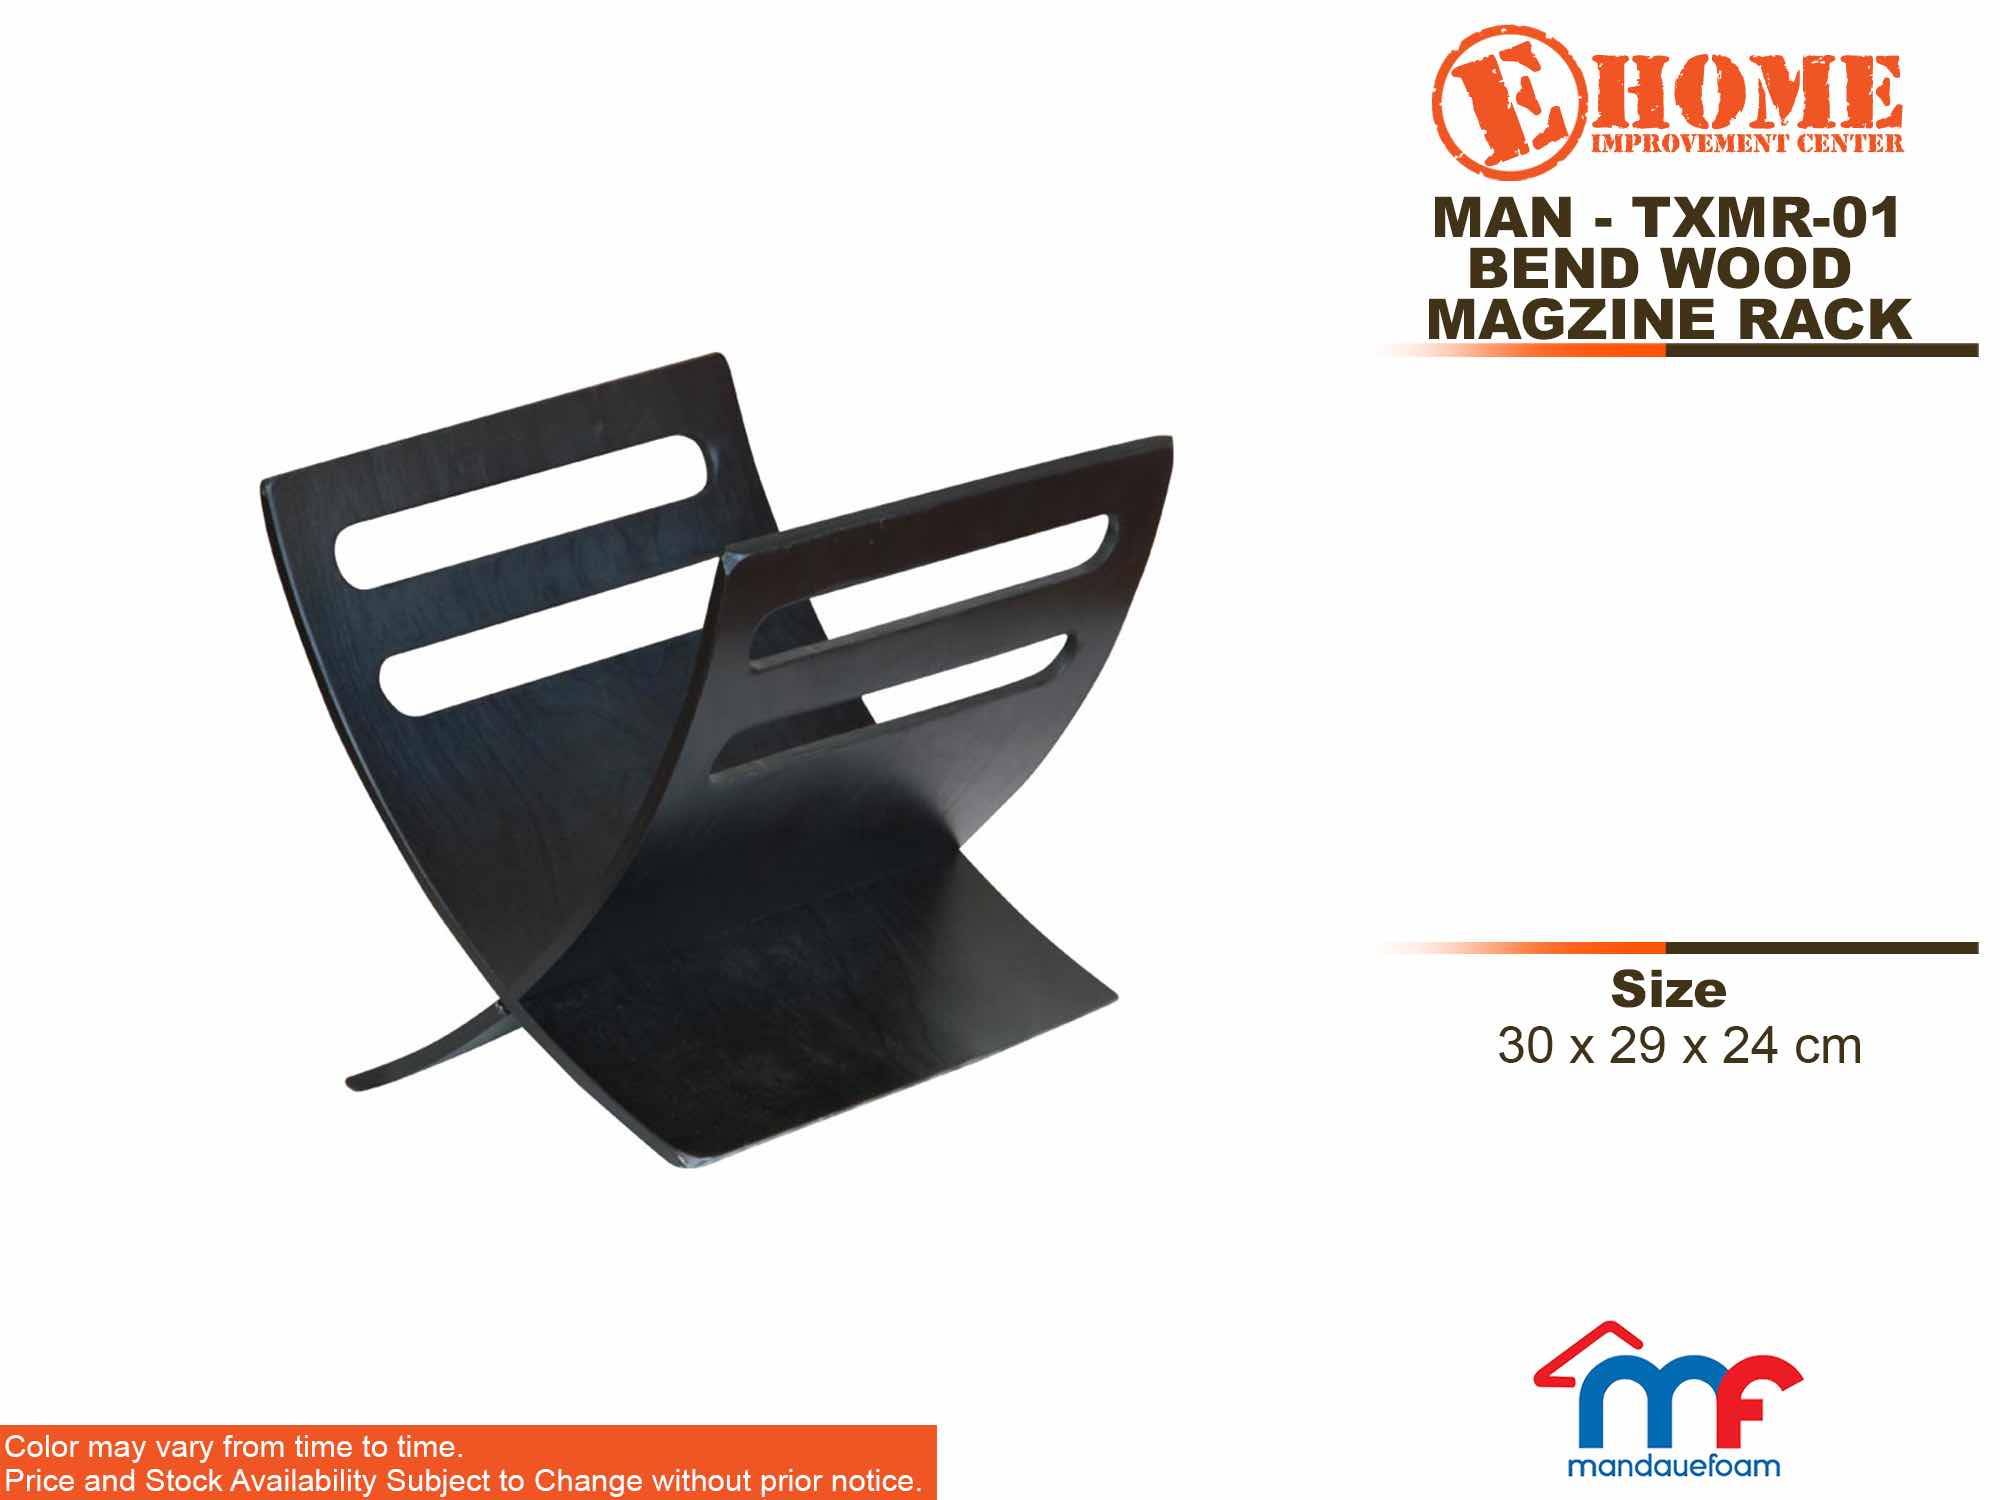 E HOME
IMPROVEMENT CENTER
MAN - TXMR-01
BEND WOOD
MAGZINE RACK
Size
30 x 29 x 24 cm
mf
mandauefoam
Color may vary from time to time.
Price and Stock Availability Subject to Change without prior notice.